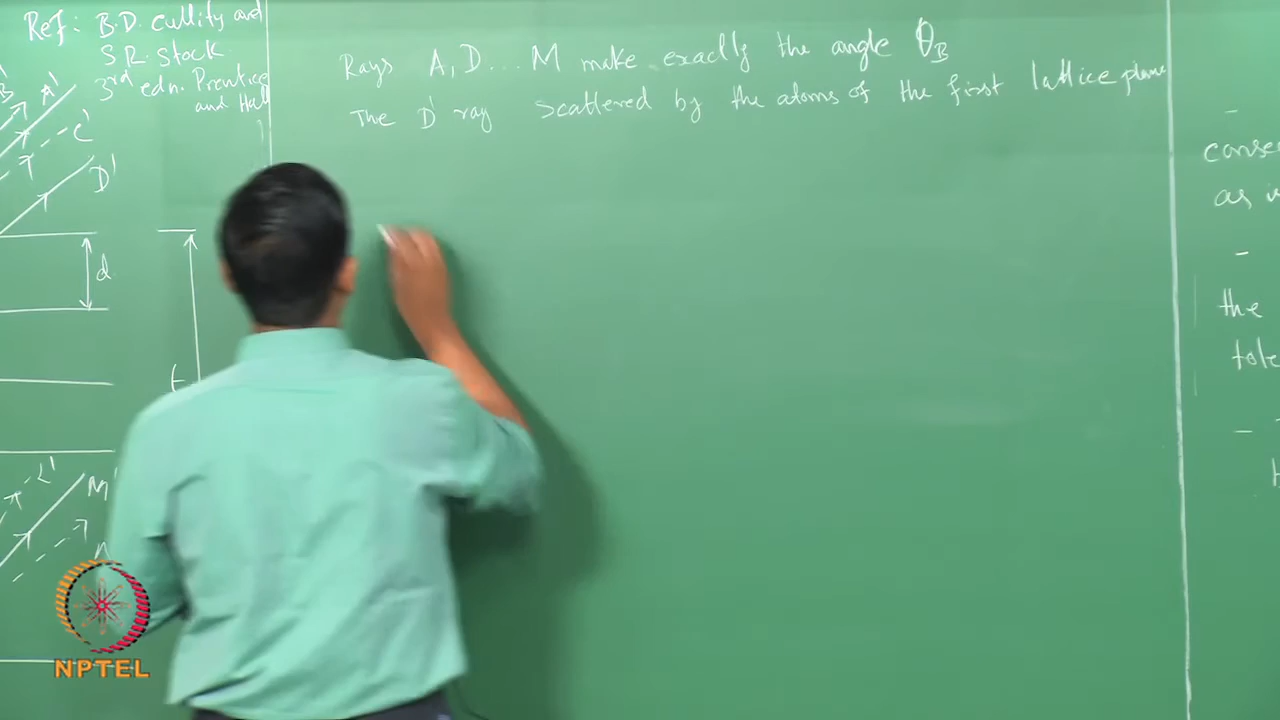 Ref: B.D. Cullity and
S.R. Stock
3rd edn. Prentice
and Hall
Rays A, D ... M make exactly the angle θB
The D' ray scattered by the atoms of the first lattice plane
B'
A'
C'
D'
d
t
L'
M'
conse
as i
-
the
tole
-
H
NPTEL